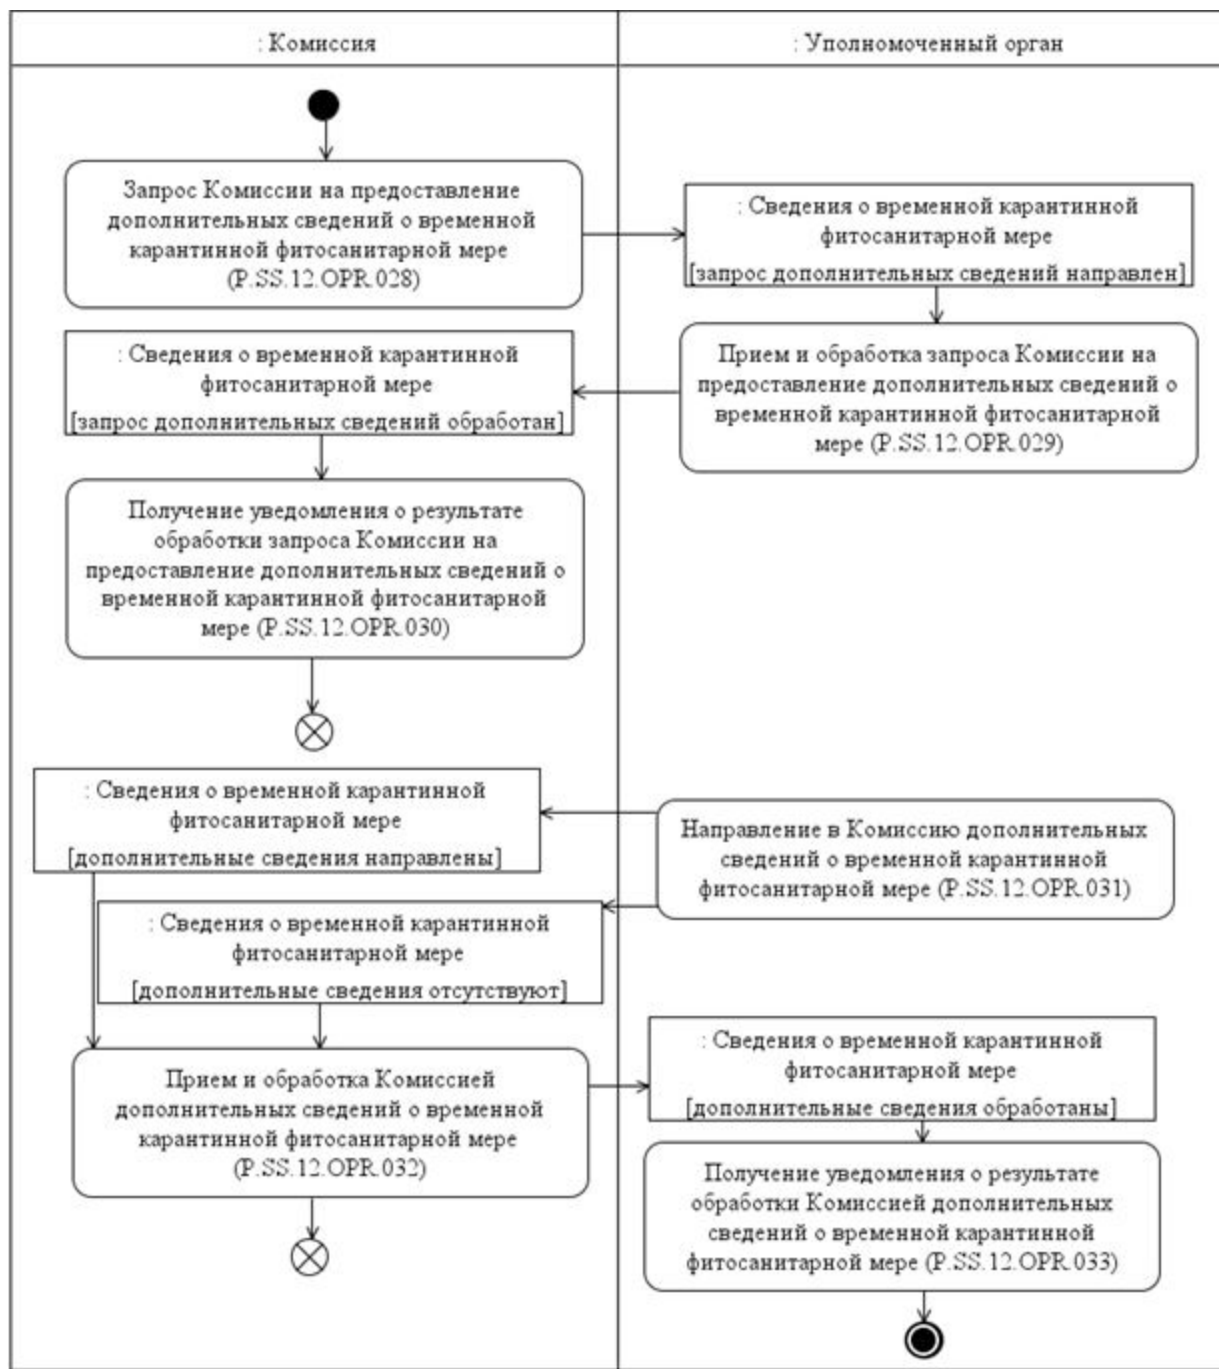 : Комиссия
: Уполномоченный орган
Запрос Комиссии на предоставление
дополнительных сведений о временной
карантинной фитосанитарной мере
(P.SS.12.OPR.028)
: Сведения о временной карантинной
фитосанитарной мере
[запрос дополнительных сведений направлен]
Прием и обработка запроса Комиссии на
предоставление дополнительных сведений о
временной карантинной фитосанитарной
мере (P.SS.12.OPR.029)
: Сведения о временной карантинной
фитосанитарной мере
[запрос дополнительных сведений обработан]
Получение уведомления о результате
обработки запроса Комиссии на
предоставление дополнительных сведений о
временной карантинной фитосанитарной
мере (P.SS.12.OPR.030)
: Сведения о временной карантинной
фитосанитарной мере
[дополнительные сведения направлены]
Направление в Комиссию дополнительных
сведений о временной карантинной
фитосанитарной мере (P.SS.12.OPR.031)
: Сведения о временной карантинной
фитосанитарной мере
[дополнительные сведения отсутствуют]
Прием и обработка Комиссией
дополнительных сведений о временной
карантинной фитосанитарной мере
(P.SS.12.OPR.032)
: Сведения о временной карантинной
фитосанитарной мере
[дополнительные сведения обработаны]
Получение уведомления о результате
обработки Комиссией дополнительных
сведений о временной карантинной
фитосанитарной мере (P.SS.12.OPR.033)